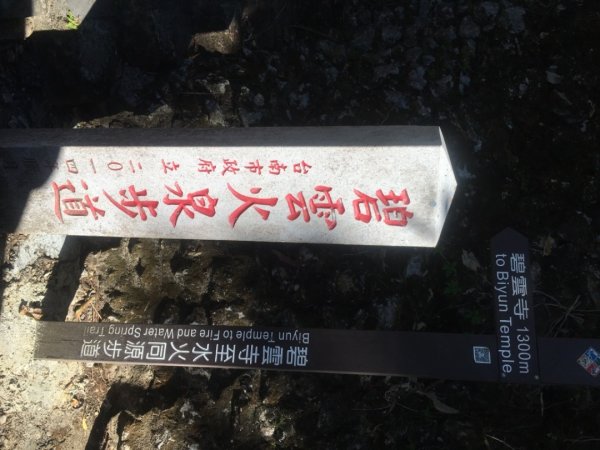 碧雲火泉步道
台南市政府 立 二〇一四
碧雲寺 1300m
to Biyun Temple
碧雲寺至水火同源步道
Biyun Temple to Fire and Water Spring Trail